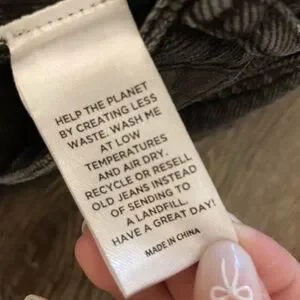 HELP THE PLANET
BY CREATING LESS
WASTE. WASH ME
AT LOW
TEMPERATURES
AND AIR DRY.
RECYCLE OR RESELL
OLD JEANS INSTEAD
OF SENDING TO
A LANDFILL.
HAVE A GREAT DAY!
MADE IN CHINA